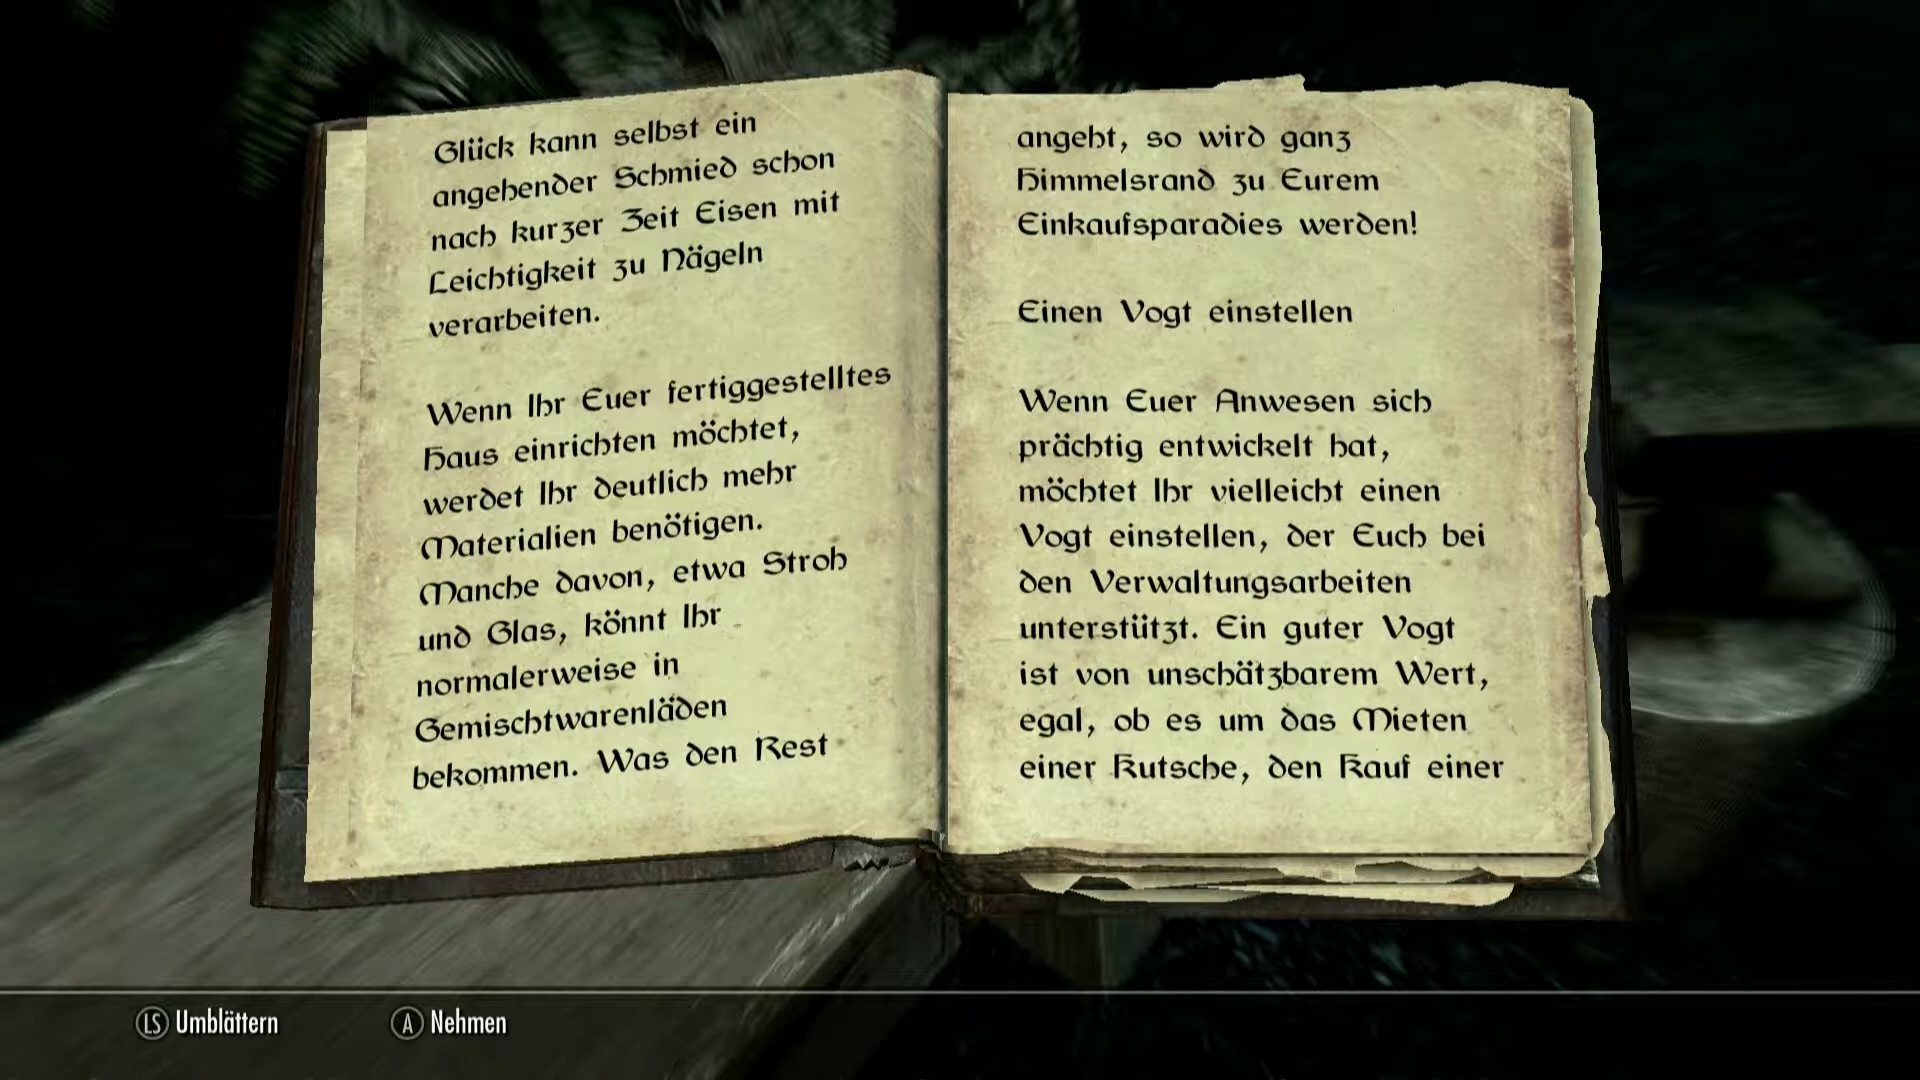 Glück kann selbst ein
angehender Schmied schon
nach kurzer Zeit Eisen mit
Leichtigkeit zu Nägeln
verarbeiten.
Wenn Ihr Euer fertiggestelltes
Haus einrichten möchtet,
werdet Ihr deutlich mehr
Materialien benötigen.
Manche davon, etwa Stroh
und Glas, könnt Ihr
normalerweise in
Gemischtwarenläden
bekommen. Was den Rest
angeht, so wird ganz
Himmelsrand zu Eurem
Einkaufsparadies werden!
Einen Vogt einstellen
Wenn Euer Anwesen sich
prächtig entwickelt hat,
möchtet Ihr vielleicht einen
Vogt einstellen, der Euch bei
den Verwaltungsarbeiten
unterstützt. Ein guter Vogt
ist von unschätzbarem Wert,
egal, ob es um das Mieten
einer Kutsche, den Kauf einer
LS Umblättern
A Nehmen